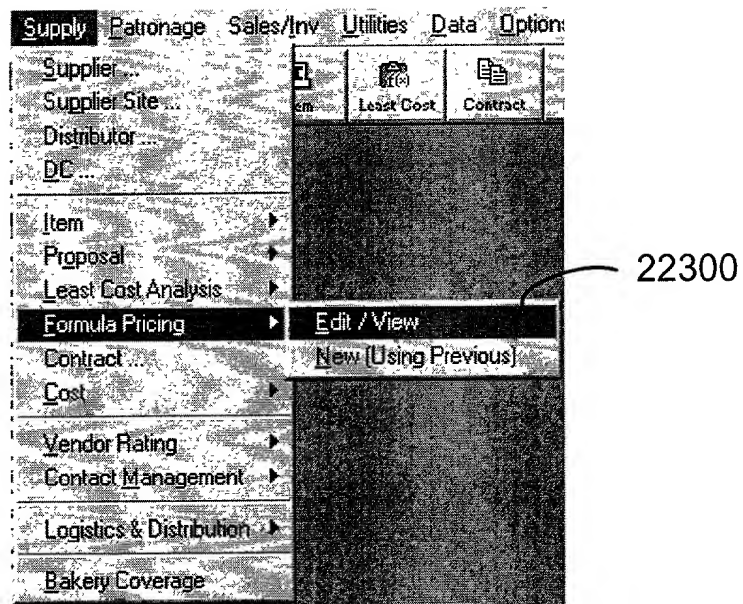 Supply Patronage Sales/Inv Utilities Data Options
Supplier ...
Supplier Site ...
Distributor ...
DC ...
Least Cost Contract
Item
Proposal
Least Cost Analysis
Formula Pricing
Edit / View
22300
New (Using Previous)
Contract ...
Cost
Vendor Rating
Contact Management
Logistics & Distribution
Bakery Coverage